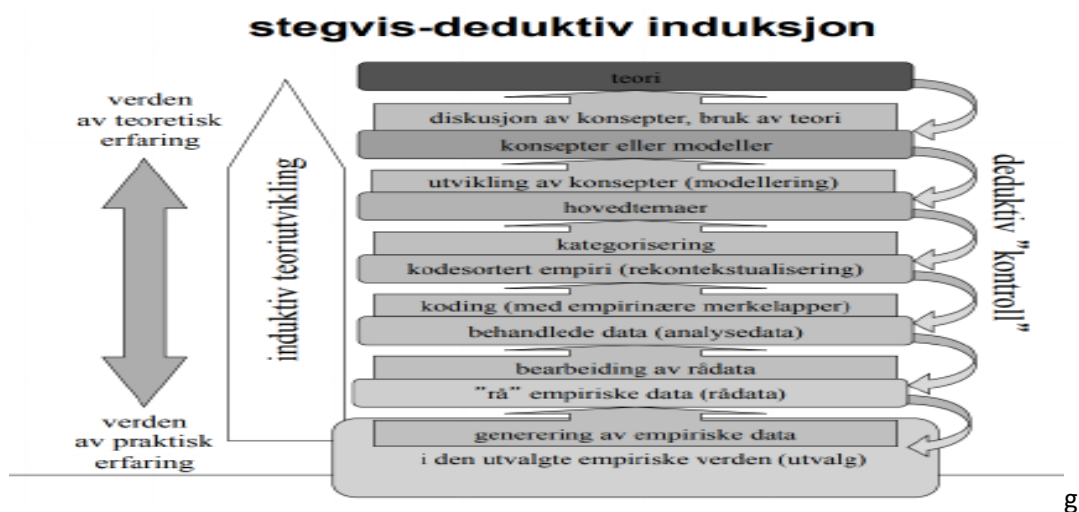 stegvis-deduktiv induksjon
teori
diskusjon av konsepter, bruk av teori
konsepter eller modeller
utvikling av konsepter (modellering)
hovedtemaer
kategorisering
kodesortert empiri (rekontekstualisering)
koding (med empirinære merkelapper)
behandlede data (analysedata)
bearbeiding av rådata
"rå" empiriske data (rådata)
generering av empiriske data
i den utvalgte empiriske verden (utvalg)
verden
av teoretisk
erfaring
verden
av praktisk
erfaring
induktiv teoriutvikling
deduktiv "kontroll"
g